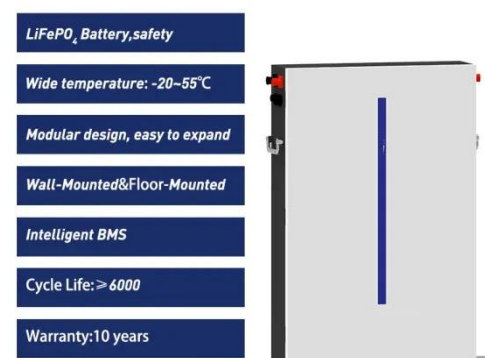 LiFePO₄ Battery,safety
Wide temperature: -20~55℃
Modular design, easy to expand
Wall-Mounted&Floor-Mounted
Intelligent BMS
Cycle Life:≥6000
Warranty:10 years